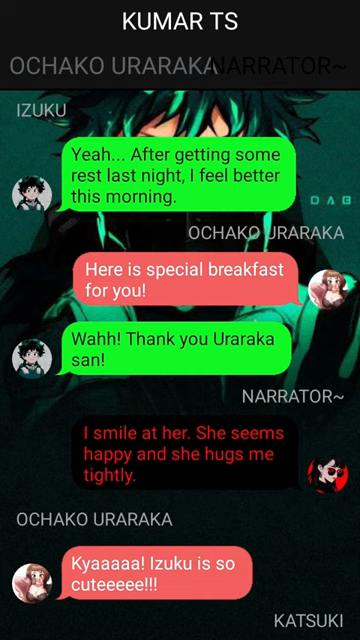 KUMAR TS
OCHAKO URARAKA
NARRATOR~
IZUKU
Yeah... After getting some
rest last night, I feel better
this morning.
DAB
OCHAKO URARAKA
Here is special breakfast
for you!
Wahh! Thank you Uraraka
san!
NARRATOR~
I smile at her. She seems
happy and she hugs me
tightly.
OCHAKO URARAKA
Kyaaaaa! Izuku is so
cuteeeee!!!
KATSUKI